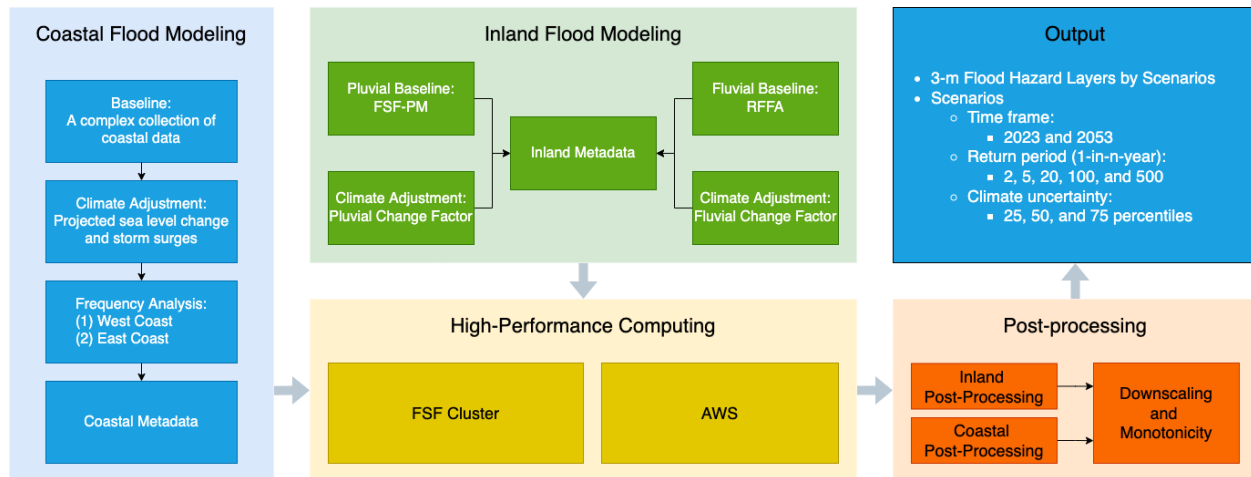 Coastal Flood Modeling
Baseline:
A complex collection of
coastal data
Climate Adjustment:
Projected sea level change
and storm surges
Frequency Analysis:
(1) West Coast
(2) East Coast
Coastal Metadata
Inland Flood Modeling
Pluvial Baseline:
FSF-PM
Fluvial Baseline:
RFFA
Inland Metadata
Climate Adjustment:
Pluvial Change Factor
Climate Adjustment:
Fluvial Change Factor
High-Performance Computing
FSF Cluster
AWS
Post-processing
Inland
Post-Processing
Coastal
Post-Processing
Downscaling
and
Monotonicity
Output
• 3-m Flood Hazard Layers by Scenarios
• Scenarios
○ Time frame:
■ 2023 and 2053
○ Return period (1-in-n-year):
■ 2, 5, 20, 100, and 500
○ Climate uncertainty:
■ 25, 50, and 75 percentiles